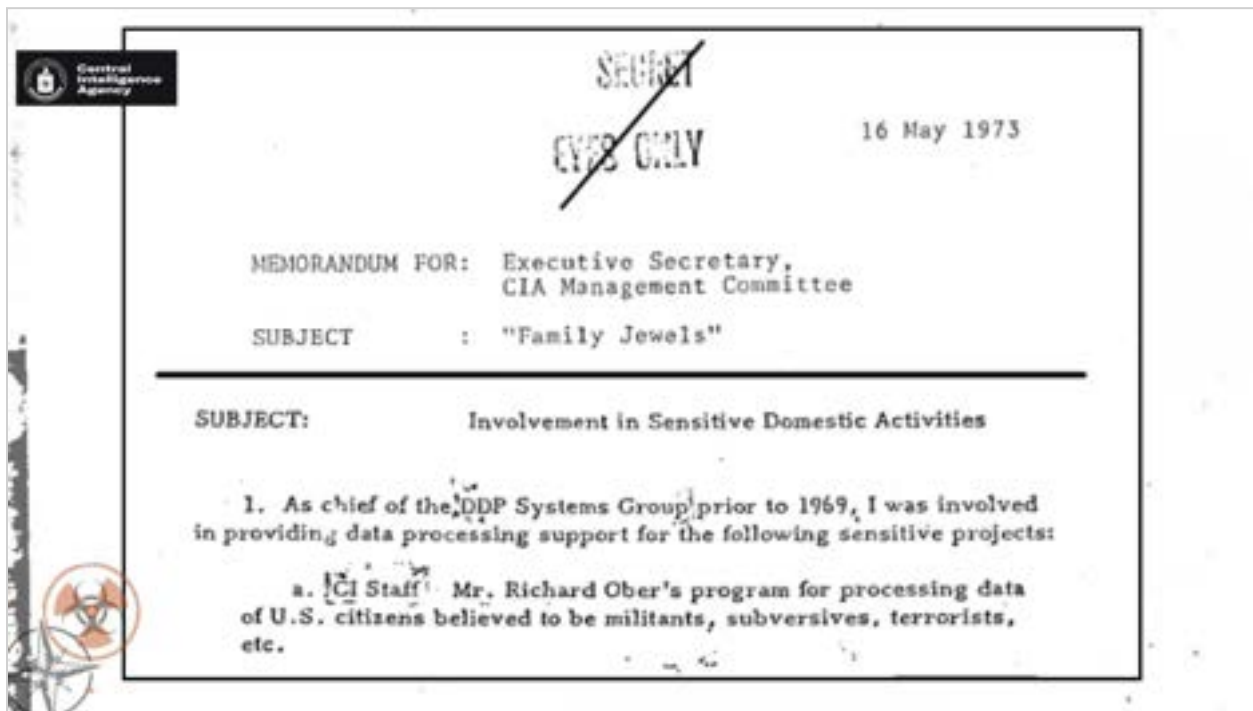 Central
Intelligence
Agency
SECRET
EYES ONLY
16 May 1973
MEMORANDUM FOR: Executive Secretary,
CIA Management Committee
SUBJECT : "Family Jewels"
SUBJECT: Involvement in Sensitive Domestic Activities
1. As chief of the DDP Systems Group prior to 1969, I was involved
in providing data processing support for the following sensitive projects:
a. CI Staff Mr. Richard Ober's program for processing data
of U.S. citizens believed to be militants, subversives, terrorists,
etc.